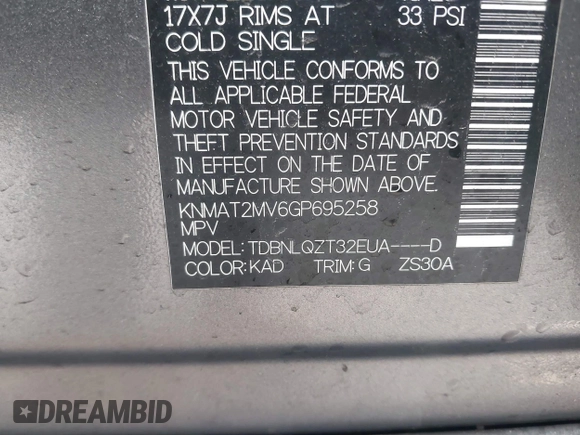 17X7J RIMS AT 33 PSI
COLD SINGLE
THIS VEHICLE CONFORMS TO
ALL APPLICABLE FEDERAL
MOTOR VEHICLE SAFETY AND
THEFT PREVENTION STANDARDS
IN EFFECT ON THE DATE OF
MANUFACTURE SHOWN ABOVE.
KNMAT2MV6GP695258
MPV
MODEL: TDBNLQZT32EUA----D
COLOR: KAD TRIM: G ZS30A
DREAMBID